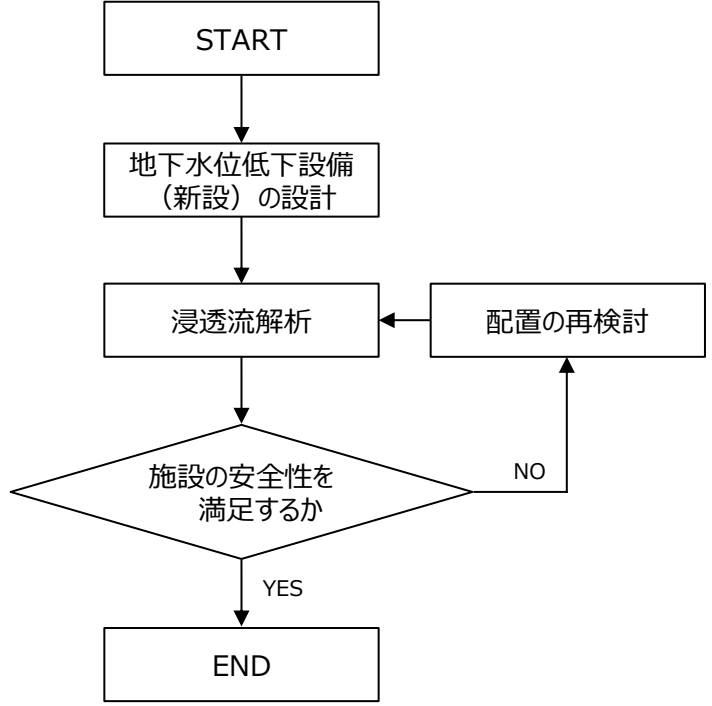 START
地下水位低下設備
（新設）の設計
浸透流解析
配置の再検討
施設の安全性を
満足するか
NO
YES
END